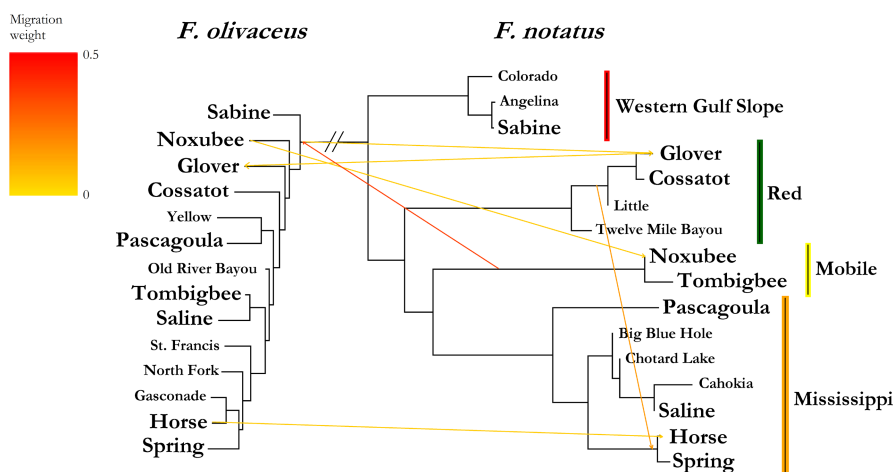 Migration
weight
0.5
0
F. olivaceus
Sabine
Noxubee
Glover
Cossatot
Yellow
Pascagoula
Old River Bayou
Tombigbee
Saline
St. Francis
North Fork
Gasconade
Horse
Spring
F. notatus
Colorado
Angelina
Sabine
Western Gulf Slope
Glover
Cossatot
Little
Twelve Mile Bayou
Red
Noxubee
Tombigbee
Mobile
Pascagoula
Big Blue Hole
Chotard Lake
Cahokia
Saline
Horse
Spring
Mississippi